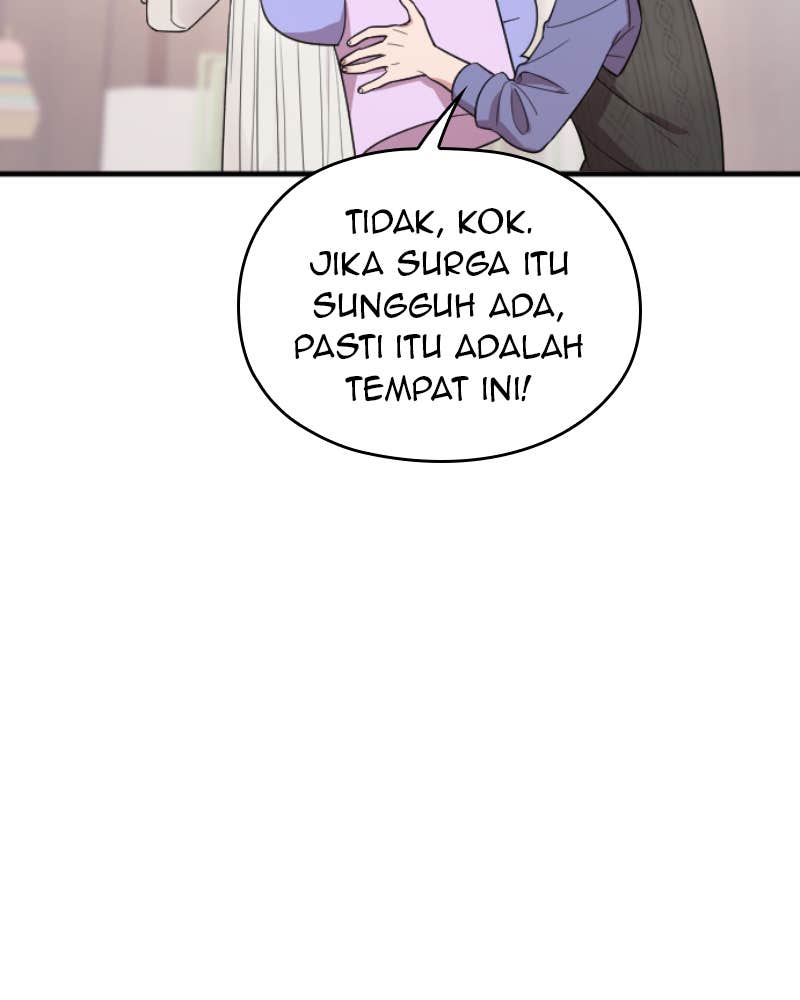 TIDAK, KOK.
JIKA SURGA ITU
SUNGGUH ADA,
PASTI ITU ADALAH
TEMPAT INI!